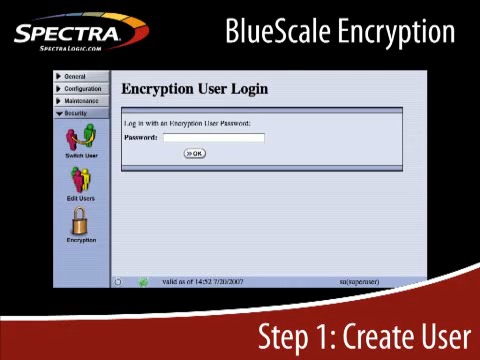 SPECTRA
SPECTRALOGIC.COM
BlueScale Encryption
General
Configuration
Maintenance
Security
Switch User
Edit Users
Encryption
Encryption User Login
Log in with an Encryption User Password:
Password:
OK
valid as of 14:52 7/20/2007
su(superuser)
Step 1: Create User